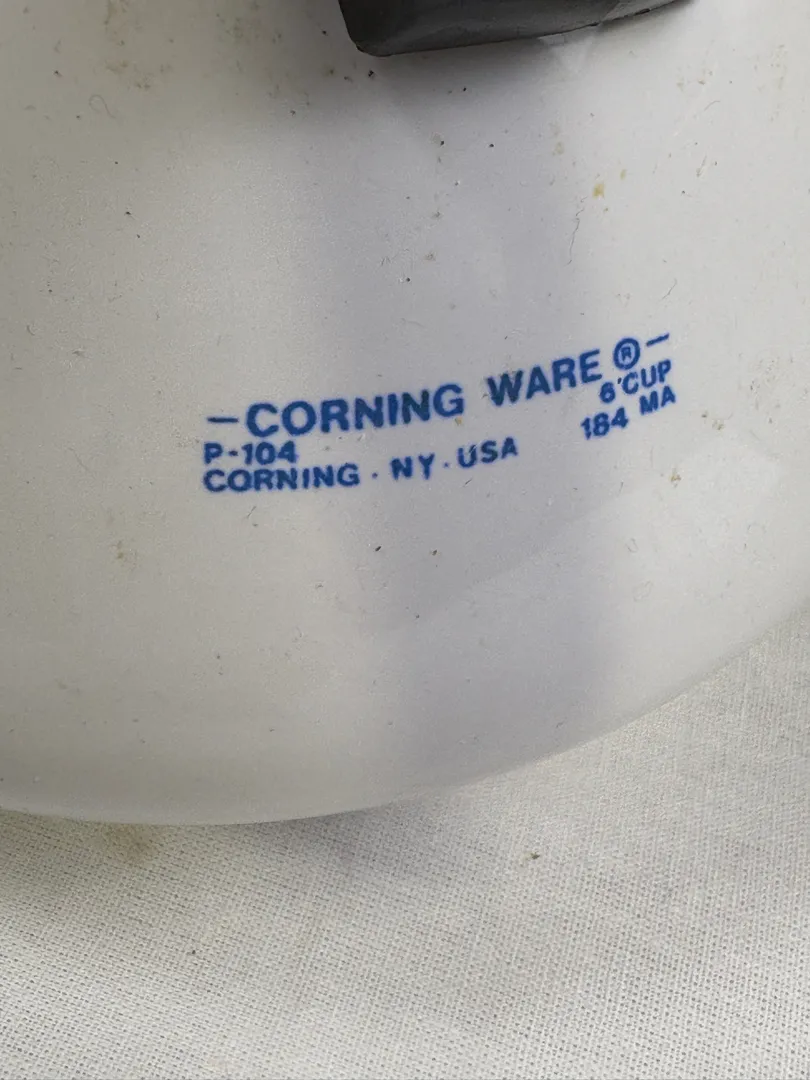 —CORNING WARE®—
P-104 6 CUP
CORNING · NY · USA 184 MA